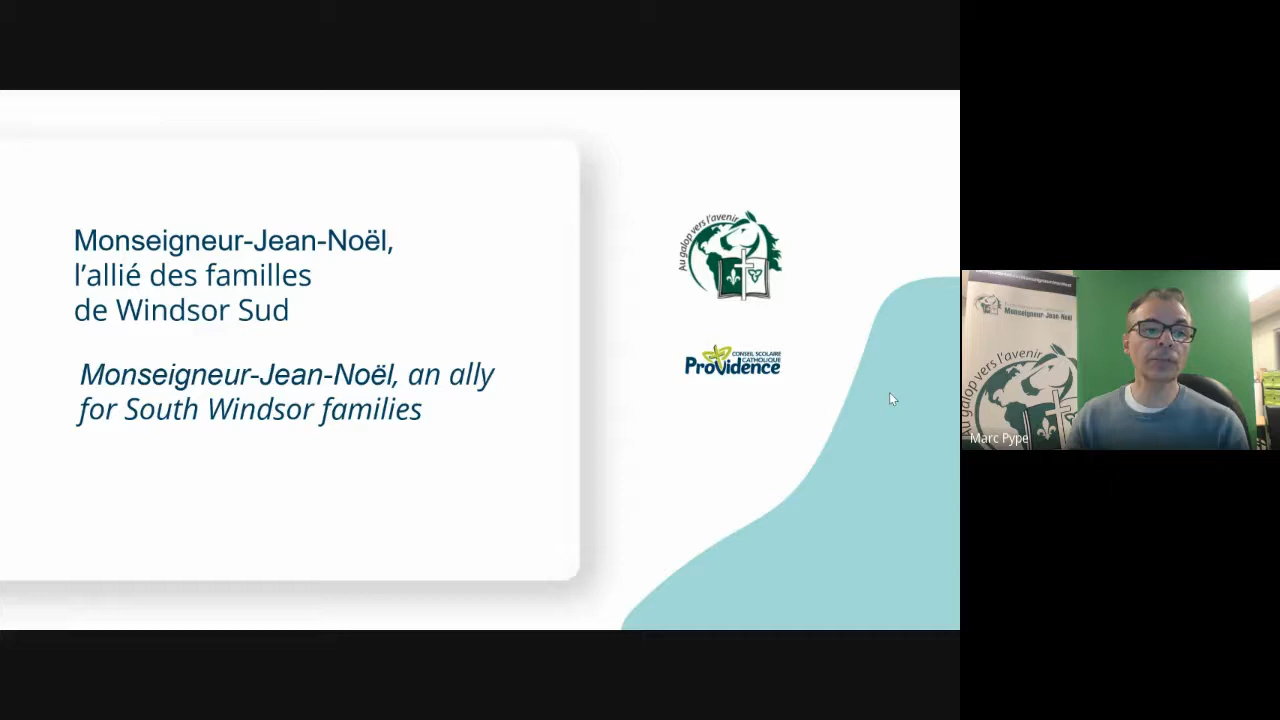 Monseigneur-Jean-Noël,
l'allié des familles
de Windsor Sud
Monseigneur-Jean-Noël, an ally
for South Windsor families
Au galop vers l'avenir
CONSEIL SCOLAIRE
CATHOLIQUE
ProVidence
Monseigneur-Jean-Noël
Au galop vers l'avenir
Marc Pype